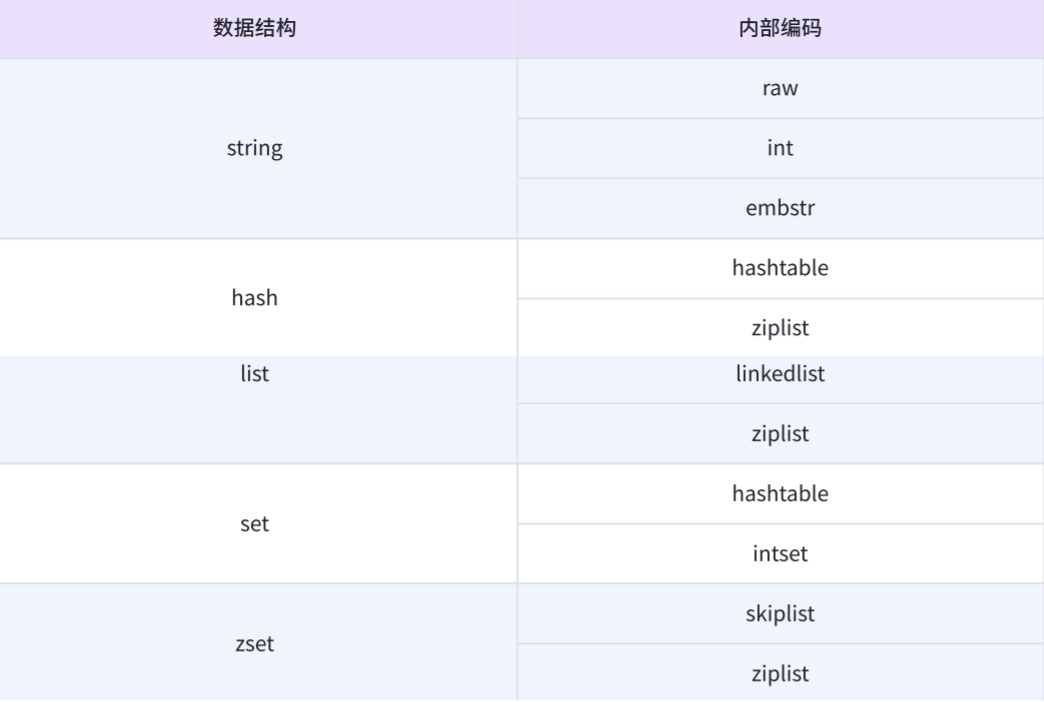 数据结构 内部编码
raw
string int
embstr
hashtable
hash
ziplist
list linkedlist
ziplist
hashtable
set
intset
skiplist
zset
ziplist